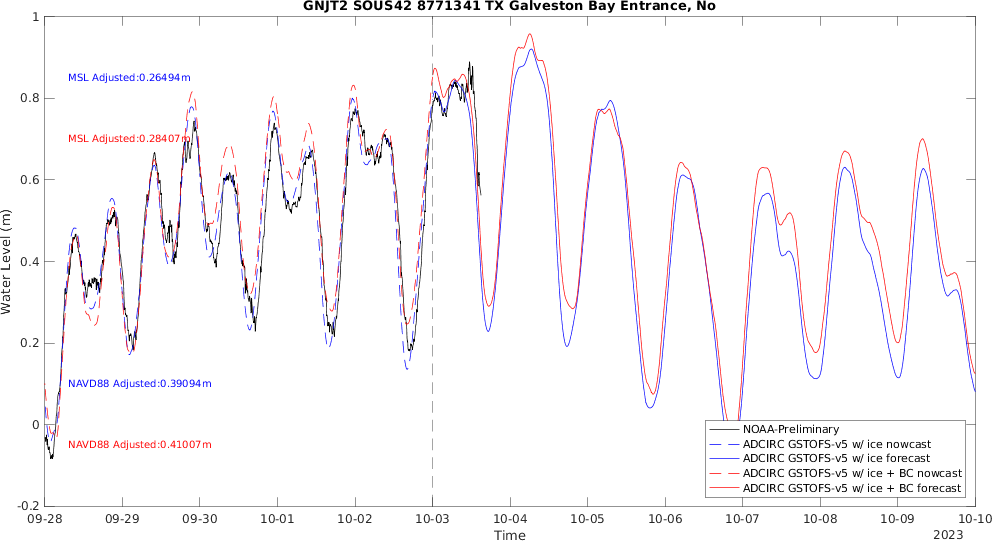 GNJT2 SOUS42 8771341 TX Galveston Bay Entrance, No
1
0.8
0.6
0.4
0.2
0
-0.2
Water Level (m)
MSL Adjusted:0.26494m
MSL Adjusted:0.28407m
NAVD88 Adjusted:0.39094m
NAVD88 Adjusted:0.41007m
NOAA-Preliminary
ADCIRC GSTOFS-v5 w/ ice nowcast
ADCIRC GSTOFS-v5 w/ ice forecast
ADCIRC GSTOFS-v5 w/ ice + BC nowcast
ADCIRC GSTOFS-v5 w/ ice + BC forecast
09-28 09-29 09-30 10-01 10-02 10-03 10-04 10-05 10-06 10-07 10-08 10-09 10-10
Time
2023